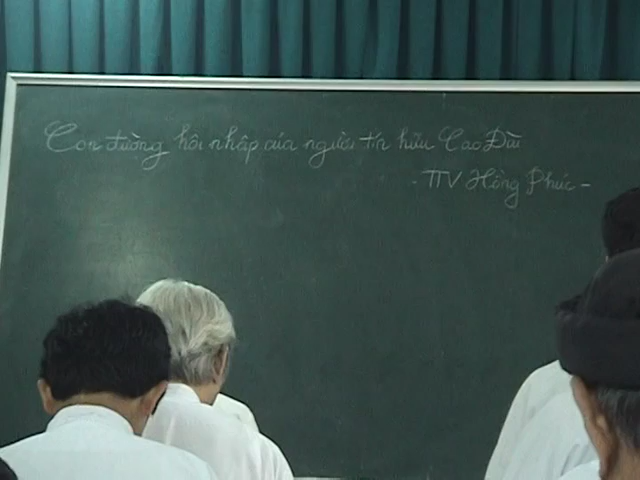 Con đường hội nhập của người tín hữu Cao Đài
- TTV Hồng Phúc -